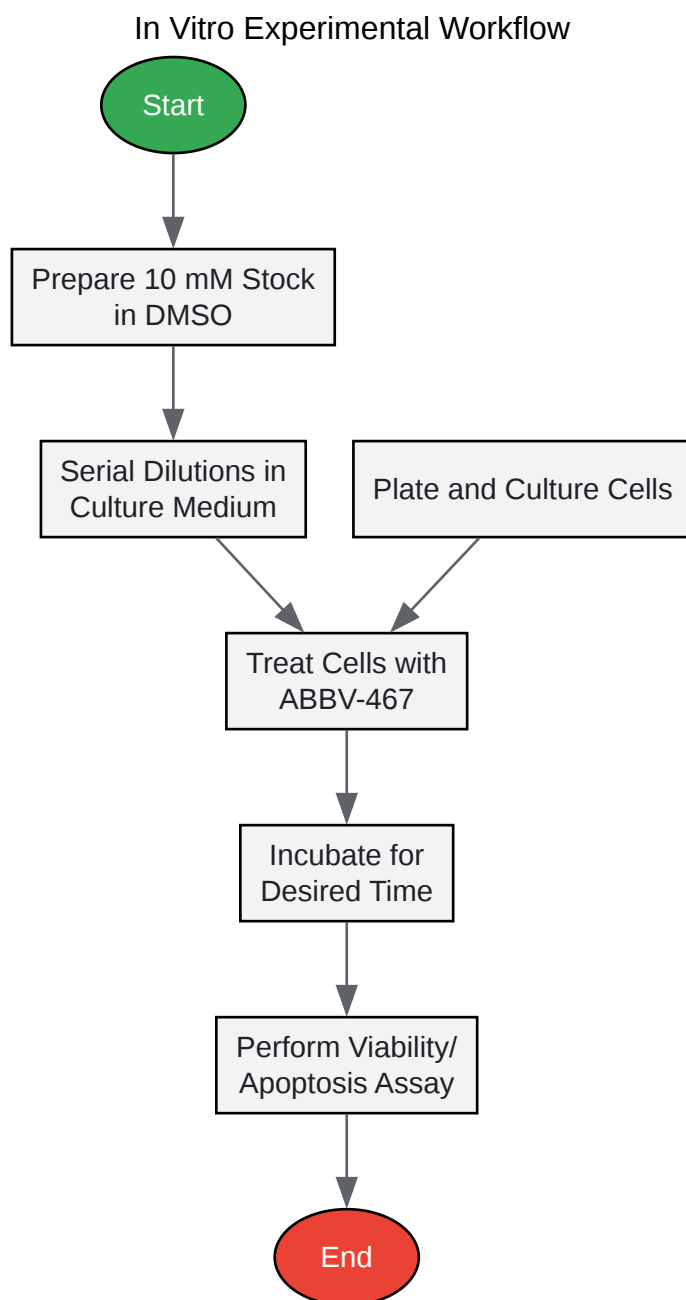 In Vitro Experimental Workflow
Start
Prepare 10 mM Stock
in DMSO
Serial Dilutions in
Culture Medium
Plate and Culture Cells
Treat Cells with
ABBV-467
Incubate for
Desired Time
Perform Viability/
Apoptosis Assay
End